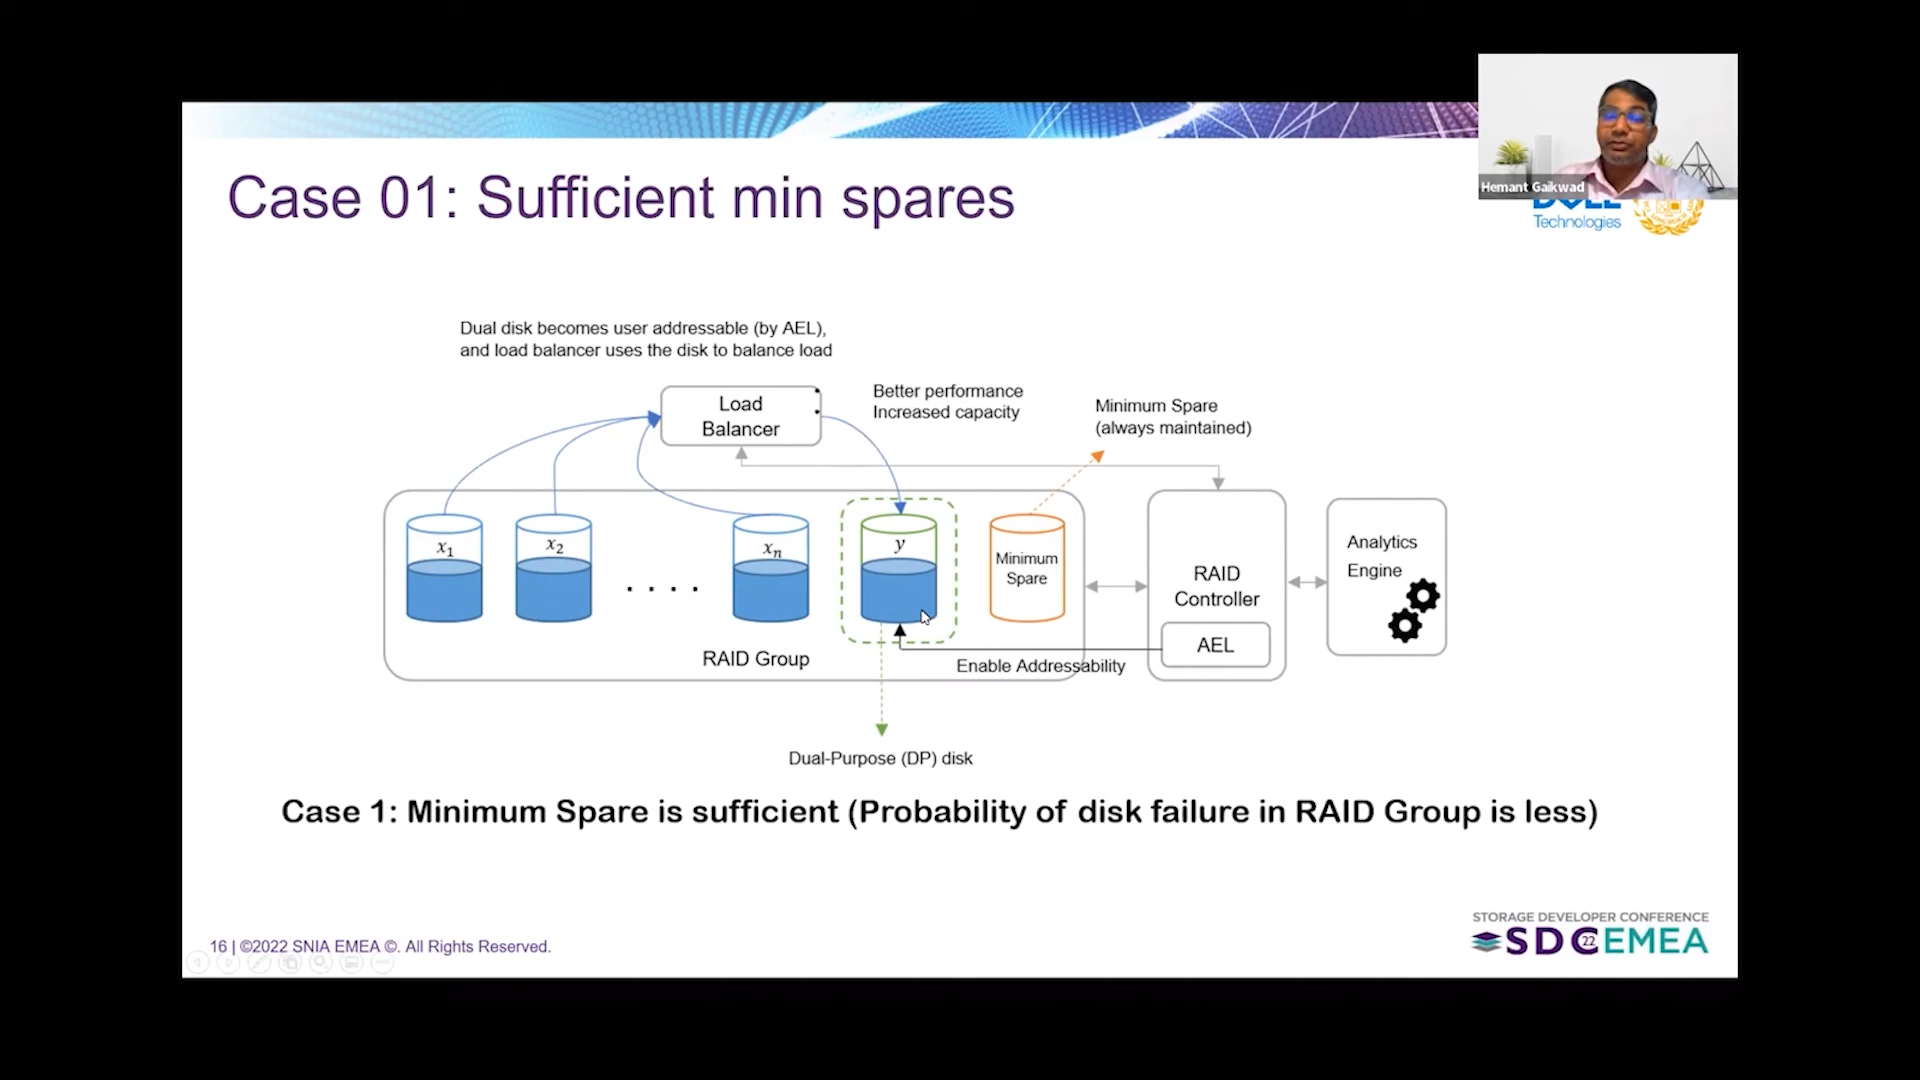 Case 01: Sufficient min spares
Hemant Gaikwad
DELL
Technologies
Dual disk becomes user addressable (by AEL),
and load balancer uses the disk to balance load
Load
Balancer
Better performance
Increased capacity
Minimum Spare
(always maintained)
x₁
x₂
. . . .
xₙ
y
Minimum
Spare
RAID
Controller
AEL
Analytics
Engine
RAID Group
Enable Addressability
Dual-Purpose (DP) disk
Case 1: Minimum Spare is sufficient (Probability of disk failure in RAID Group is less)
16 | ©2022 SNIA EMEA ©. All Rights Reserved.
STORAGE DEVELOPER CONFERENCE
SDC 22 EMEA